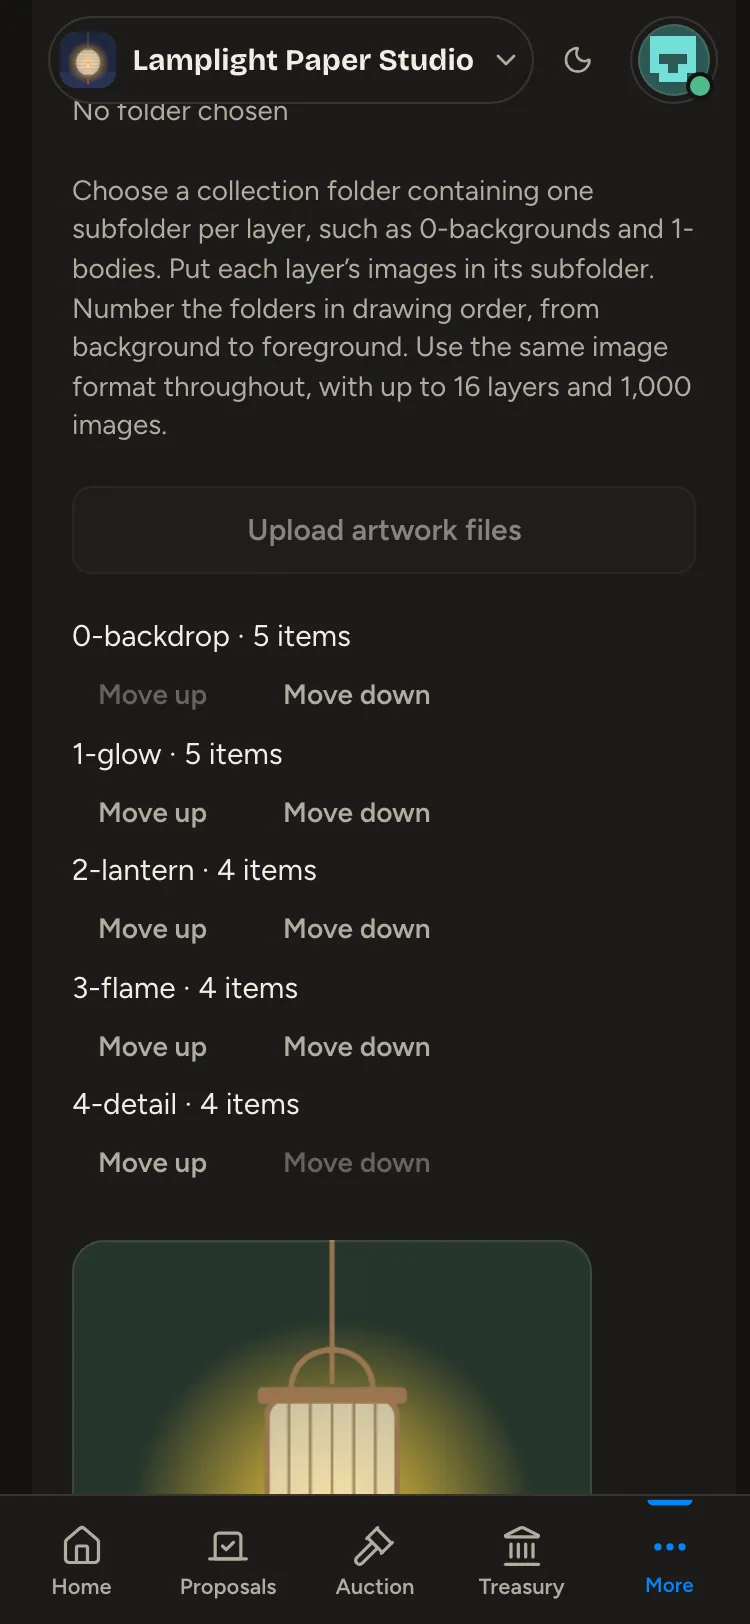 Lamplight Paper Studio
No folder chosen
Choose a collection folder containing one
subfolder per layer, such as 0-backgrounds and 1-
bodies. Put each layer’s images in its subfolder.
Number the folders in drawing order, from
background to foreground. Use the same image
format throughout, with up to 16 layers and 1,000
images.
Upload artwork files
0-backdrop · 5 items
Move up Move down
1-glow · 5 items
Move up Move down
2-lantern · 4 items
Move up Move down
3-flame · 4 items
Move up Move down
4-detail · 4 items
Move up Move down
Home Proposals Auction Treasury More